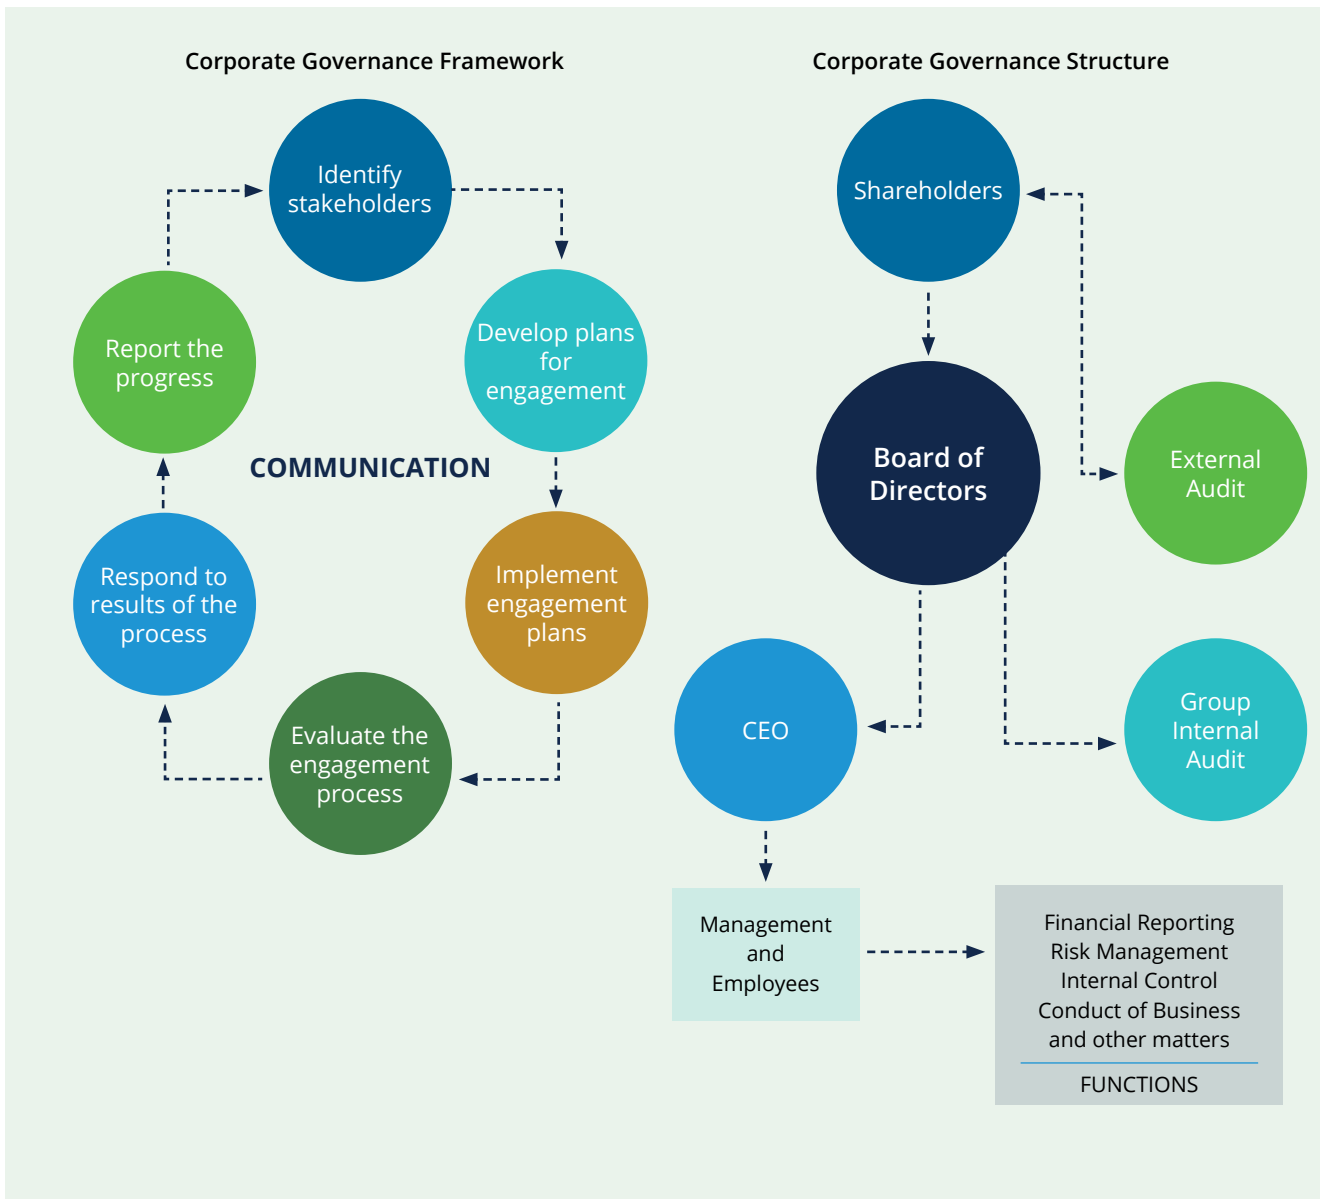 Corporate Governance Framework
Identify
stakeholders
Develop plans
for
engagement
Implement
engagement
plans
Evaluate the
engagement
process
Respond to
results of the
process
Report the
progress
COMMUNICATION
Corporate Governance Structure
Shareholders
Board of
Directors
External
Audit
CEO
Group
Internal
Audit
Management
and
Employees
Financial Reporting
Risk Management
Internal Control
Conduct of Business
and other matters
FUNCTIONS